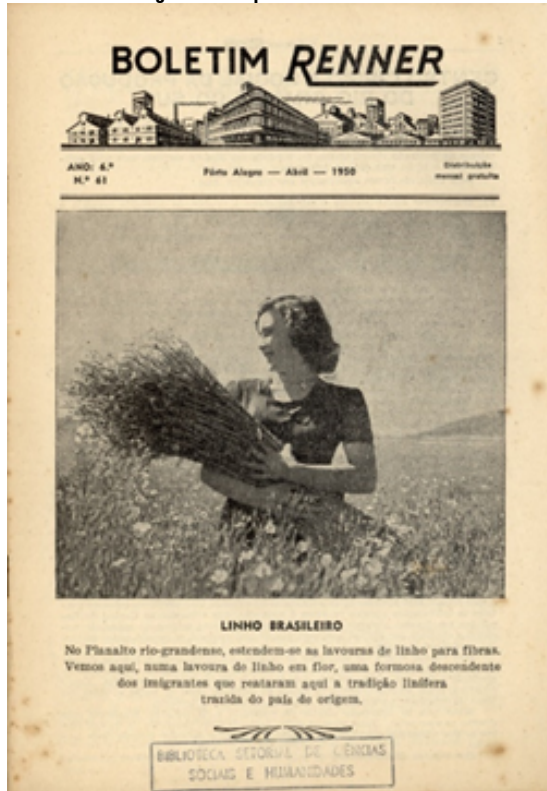 BOLETIM RENNER
ANO: 6.º
N.º 61
Pôrto Alegre — Abril — 1950
Distribuição
mensal gratuita
LINHO BRASILEIRO
No Planalto rio-grandense, estendem-se as lavouras de linho para fibras.
Vemos aqui, numa lavoura de linho em flor, uma formosa descendente
dos imigrantes que reataram aqui a tradição linífera
trazida do país de origem.
BIBLIOTECA SETORIAL DE CIÊNCIAS
SOCIAIS E HUMANIDADES